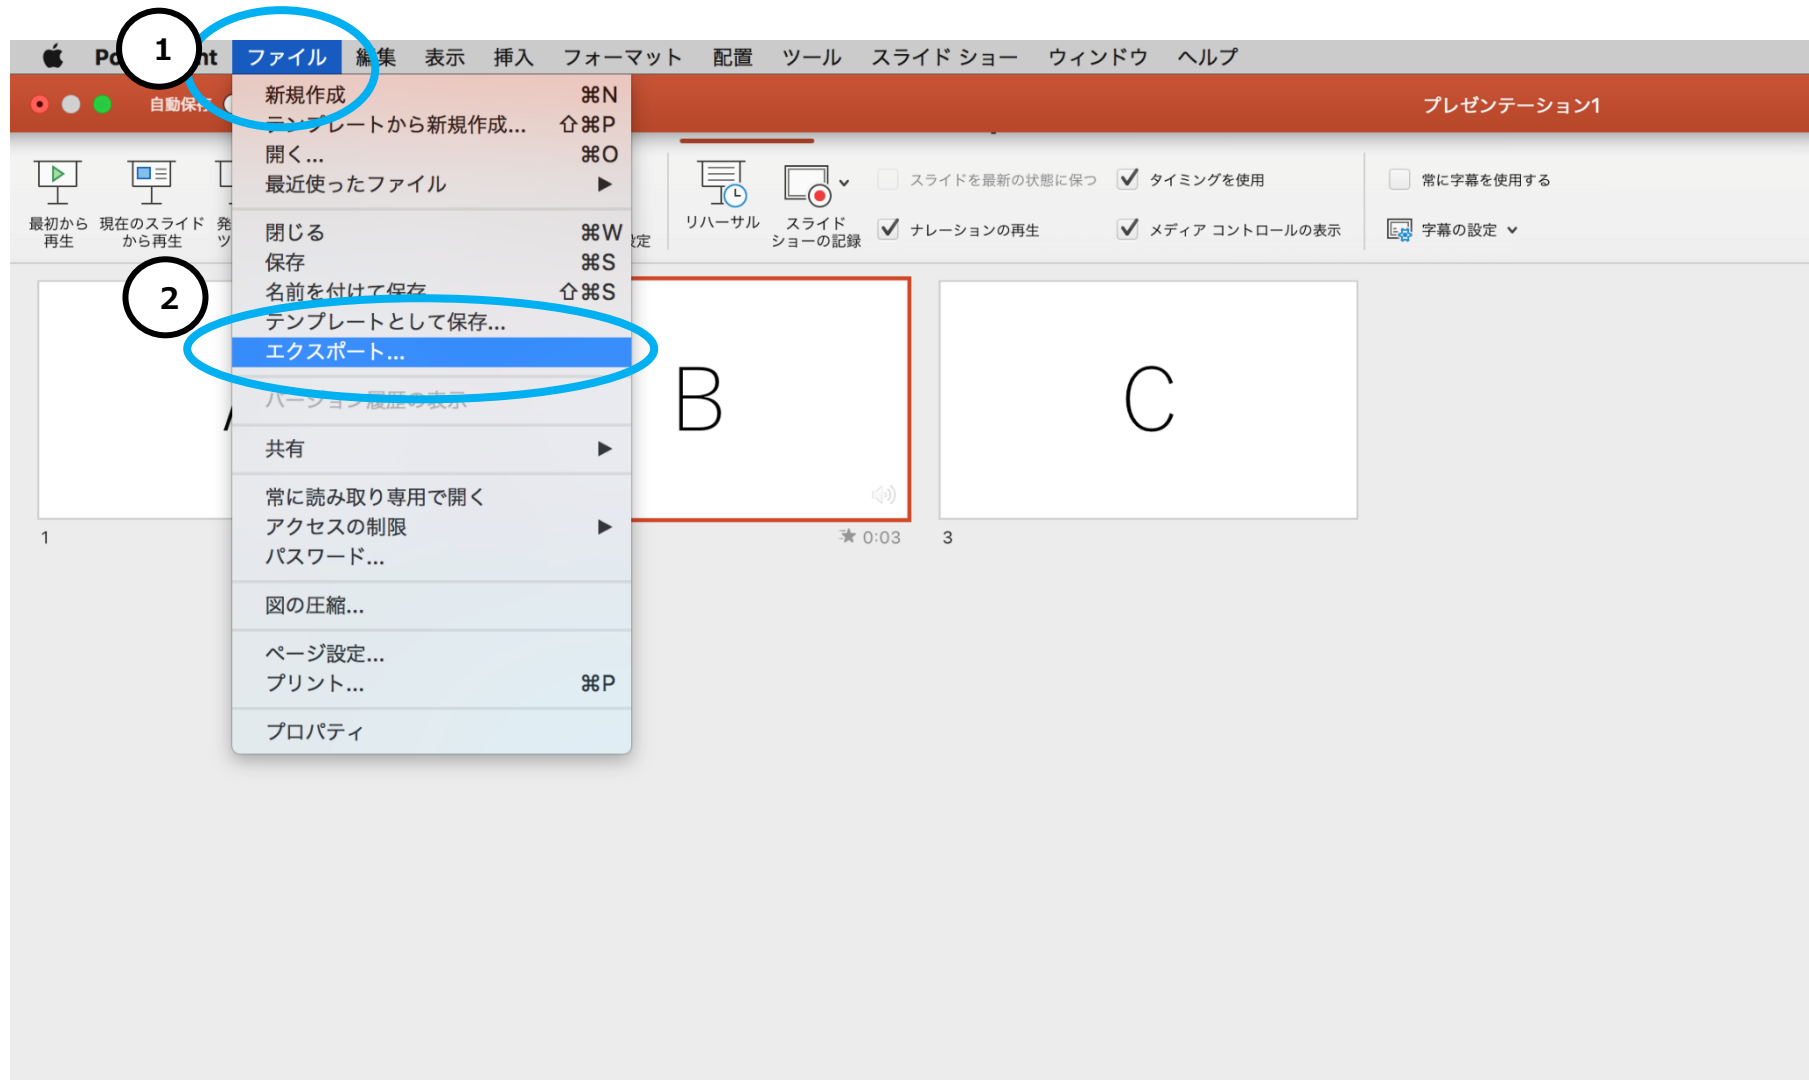 1
ファイル 編集 表示 挿入 フォーマット 配置 ツール スライド ショー ウィンドウ ヘルプ
プレゼンテーション1
新規作成 ⌘N
テンプレートから新規作成... ⇧⌘P
開く... ⌘O
最近使ったファイル ▶
閉じる ⌘W
保存 ⌘S
名前を付けて保存 ⇧⌘S
テンプレートとして保存...
エクスポート...
バージョン履歴の表示
共有 ▶
常に読み取り専用で開く
アクセスの制限 ▶
パスワード...
図の圧縮...
ページ設定...
プリント... ⌘P
プロパティ
2
最初から
再生
現在のスライド
から再生
リハーサル
スライド
ショーの記録
スライドを最新の状態に保つ
タイミングを使用
ナレーションの再生
メディア コントロールの表示
常に字幕を使用する
字幕の設定
B
C
1
0:03
3